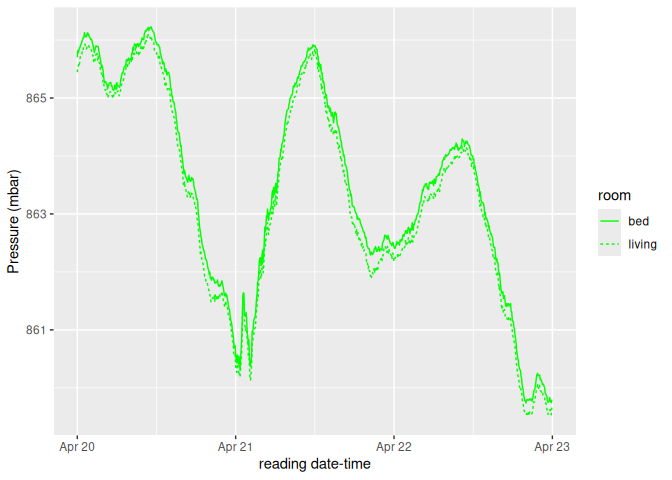 865
863
861
Pressure (mbar)
Apr 20
Apr 21
Apr 22
Apr 23
reading date-time
room
bed
living